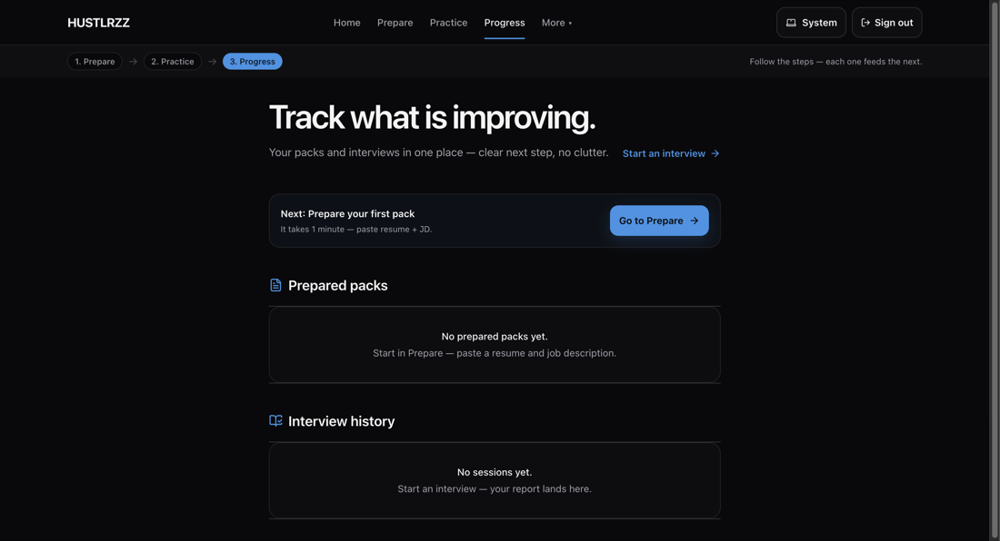 HUSTLRZZ
Home Prepare Practice Progress More ▾
System Sign out
1. Prepare → 2. Practice → 3. Progress
Follow the steps — each one feeds the next.
Track what is improving.
Your packs and interviews in one place — clear next step, no clutter.
Start an interview →
Next: Prepare your first pack
It takes 1 minute — paste resume + JD.
Go to Prepare →
Prepared packs
No prepared packs yet.
Start in Prepare — paste a resume and job description.
Interview history
No sessions yet.
Start an interview — your report lands here.